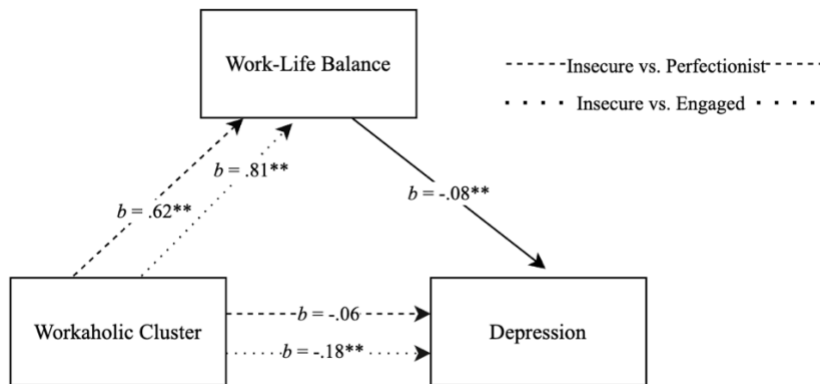 Work-Life Balance
Insecure vs. Perfectionist
Insecure vs. Engaged
b = .81**
b = -.08**
b = .62**
b = -.06
Workaholic Cluster
Depression
b = -.18**